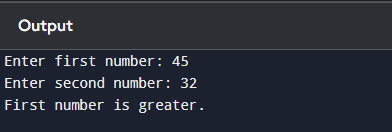 Output
Enter first number: 45
Enter second number: 32
First number is greater.